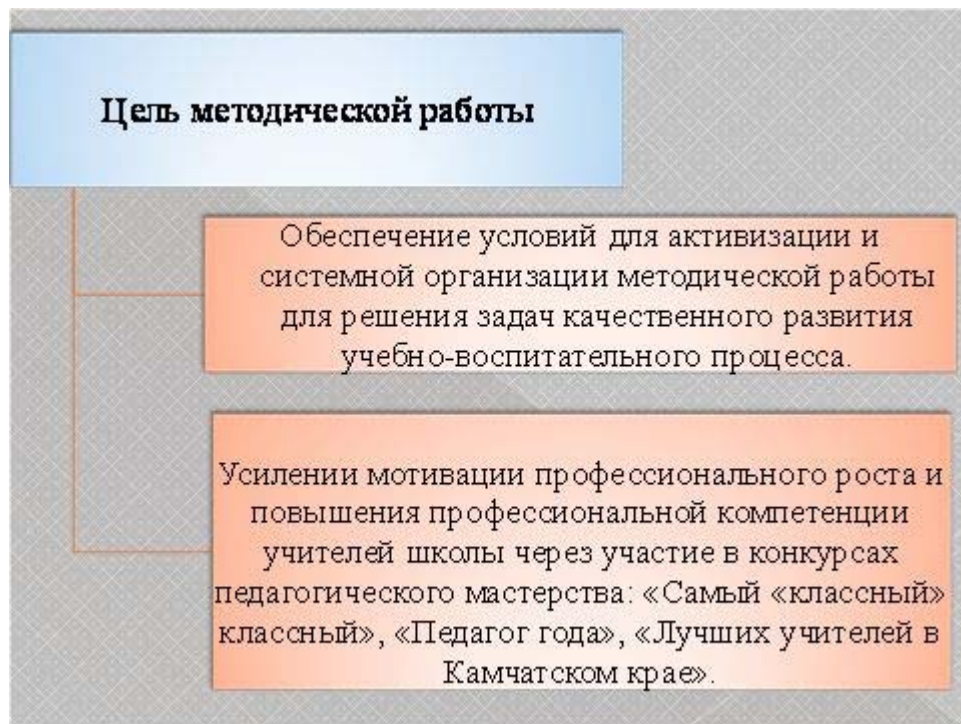 Цель методической работы
Обеспечение условий для активизации и
системной организации методической работы
для решения задач качественного развития
учебно-воспитательного процесса.
Усилении мотивации профессионального роста и
повышения профессиональной компетенции
учителей школы через участие в конкурсах
педагогического мастерства: «Самый «классный»
классный», «Педагог года», «Лучших учителей в
Камчатском крае».